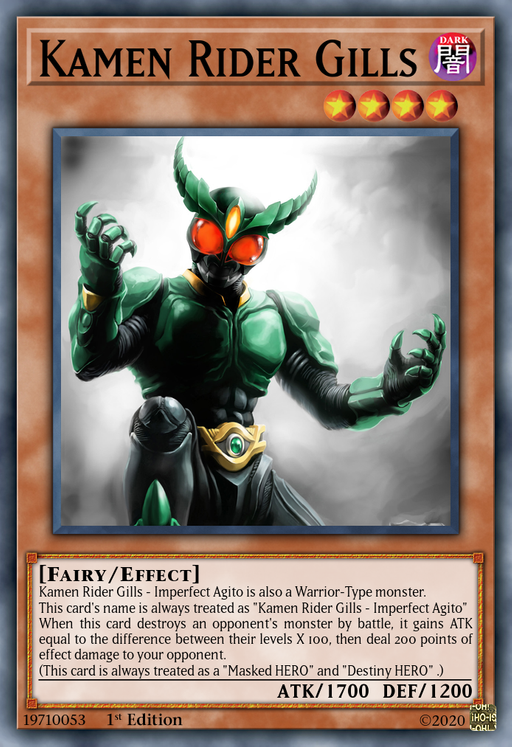 KAMEN RIDER GILLS
DARK
闇
[FAIRY/EFFECT]
Kamen Rider Gills - Imperfect Agito is also a Warrior-Type monster.
This card's name is always treated as "Kamen Rider Gills - Imperfect Agito"
When this card destroys an opponent's monster by battle, it gains ATK
equal to the difference between their levels X 100, then deal 200 points of
effect damage to your opponent.
(This card is always treated as a "Masked HERO" and "Destiny HERO" .)
ATK/1700 DEF/1200
19710053 1st Edition ©2020